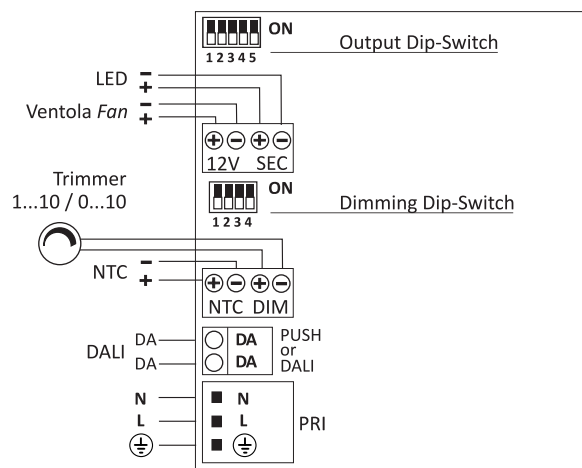 ON
1 2 3 4 5
Output Dip-Switch
LED − +
Ventola Fan − +
+ − + −
12V SEC
ON
1 2 3 4
Dimming Dip-Switch
Trimmer
1...10 / 0...10
NTC − +
+ − + −
NTC DIM
DALI
DA DA
DA DA
PUSH
or
DALI
N N
L L
PRI